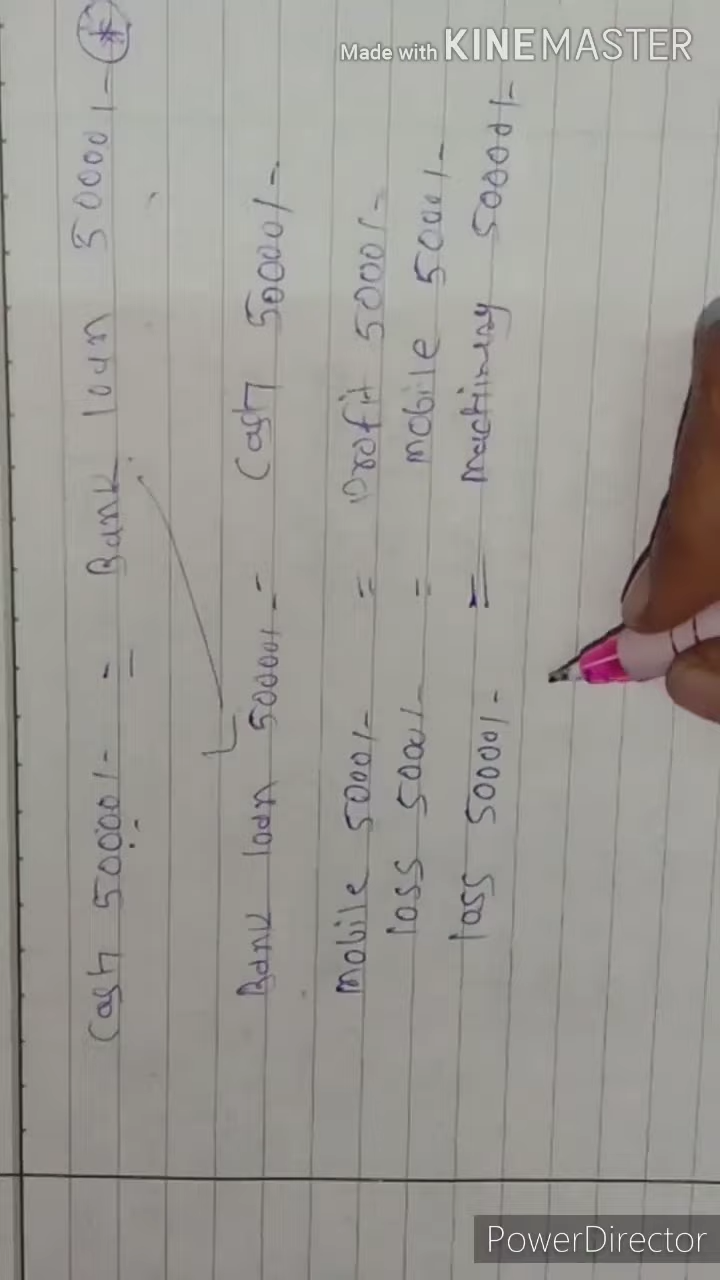 Made with KINEMASTER
Cash 50000/- = Bank loan 50000/-
Bank loan 50000/- = Cash 50000/-
Mobile 5000/- = Profit 5000/-
loss 5000/- = mobile 5000/-
loss 50000/- = machinery 50000/-
PowerDirector